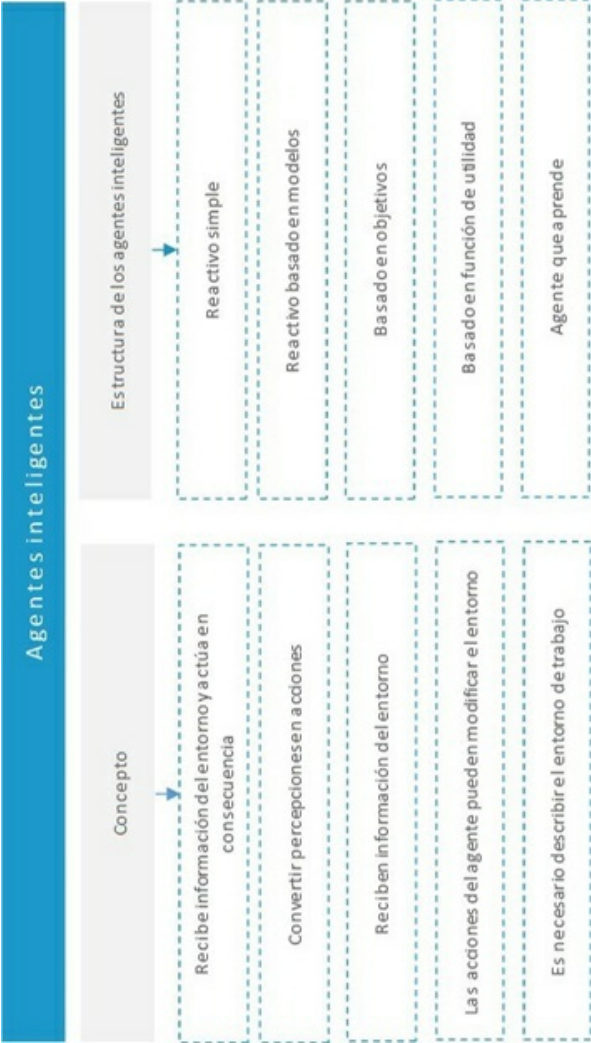 Agentes inteligentes
Concepto
Recibe información del entorno y actúa en
consecuencia
Convertir percepciones en acciones
Reciben información del entorno
Las acciones del agente pueden modificar el entorno
Es necesario describir el entorno de trabajo
Estructura de los agentes inteligentes
Reactivo simple
Reactivo basado en modelos
Basado en objetivos
Basado en función de utilidad
Agente que aprende